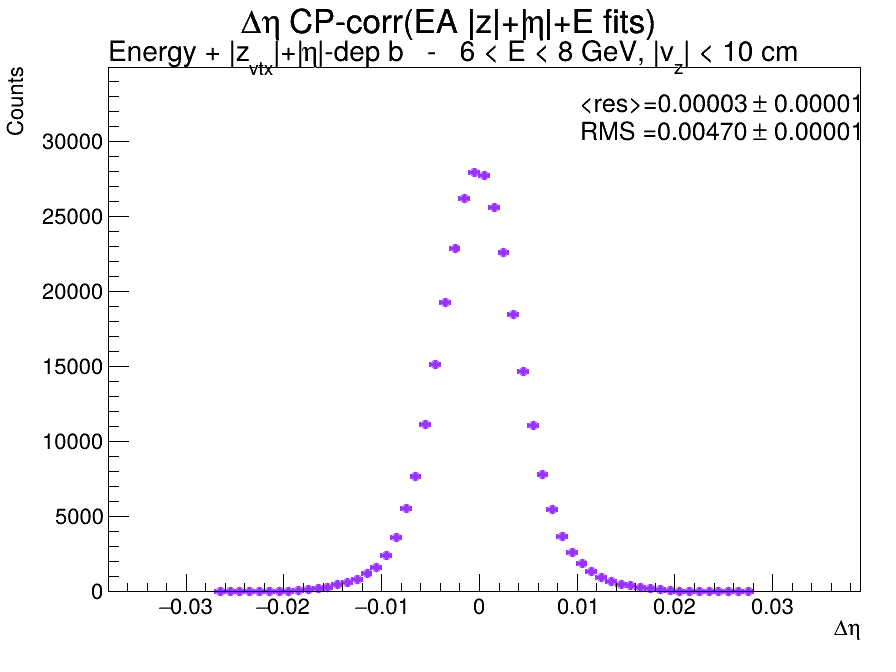 Δη CP-corr(EA |z|+|η|+E fits)
Energy + |z_vtx|+|η|-dep b - 6 < E < 8 GeV, |v_z| < 10 cm
Counts
<res>=0.00003 ± 0.00001
RMS =0.00470 ± 0.00001
30000
25000
20000
15000
10000
5000
0
−0.03 −0.02 −0.01 0 0.01 0.02 0.03
Δη